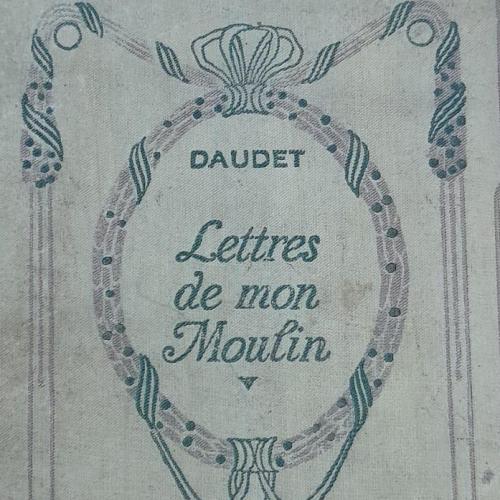 DAUDET
Lettres
de mon
Moulin